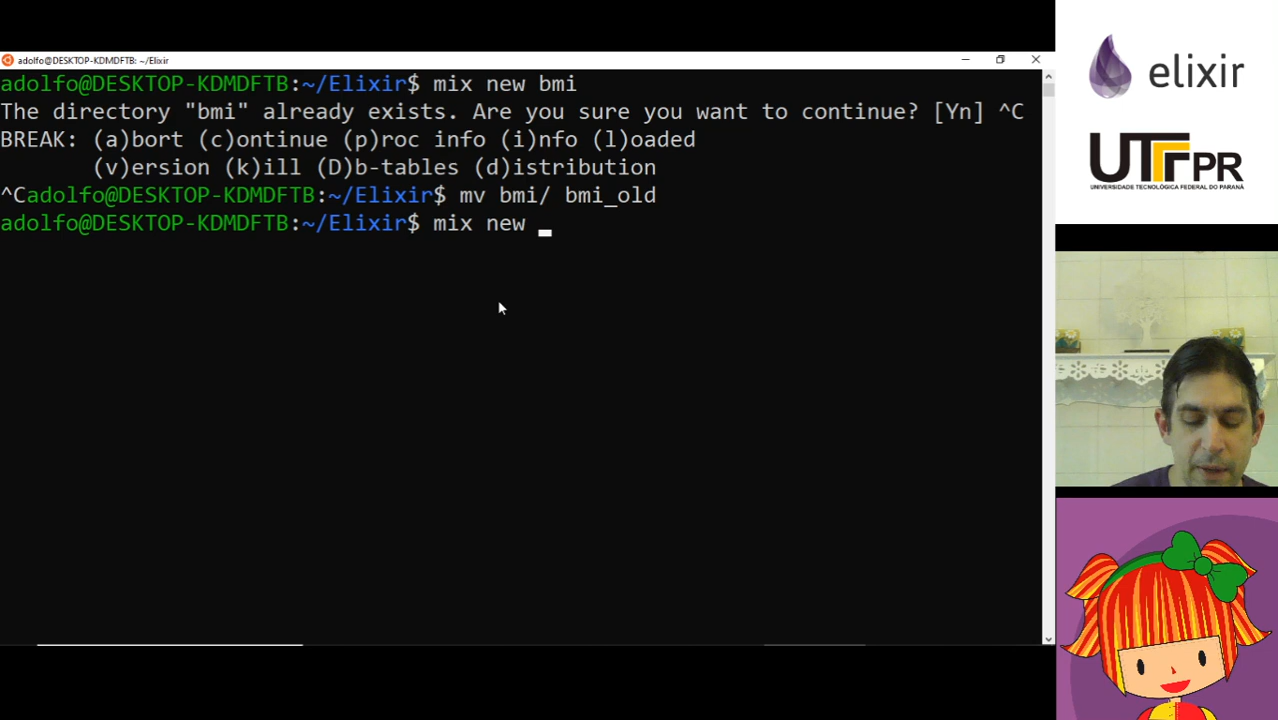 adolfo@DESKTOP-KDMDFTB: ~/Elixir
adolfo@DESKTOP-KDMDFTB:~/Elixir$ mix new bmi
The directory "bmi" already exists. Are you sure you want to continue? [Yn] ^C
BREAK: (a)bort (c)ontinue (p)roc info (i)nfo (l)oaded
(v)ersion (k)ill (D)b-tables (d)istribution
^Cadolfo@DESKTOP-KDMDFTB:~/Elixir$ mv bmi/ bmi_old
adolfo@DESKTOP-KDMDFTB:~/Elixir$ mix new
elixir
UTFPR
UNIVERSIDADE TECNOLÓGICA FEDERAL DO PARANÁ